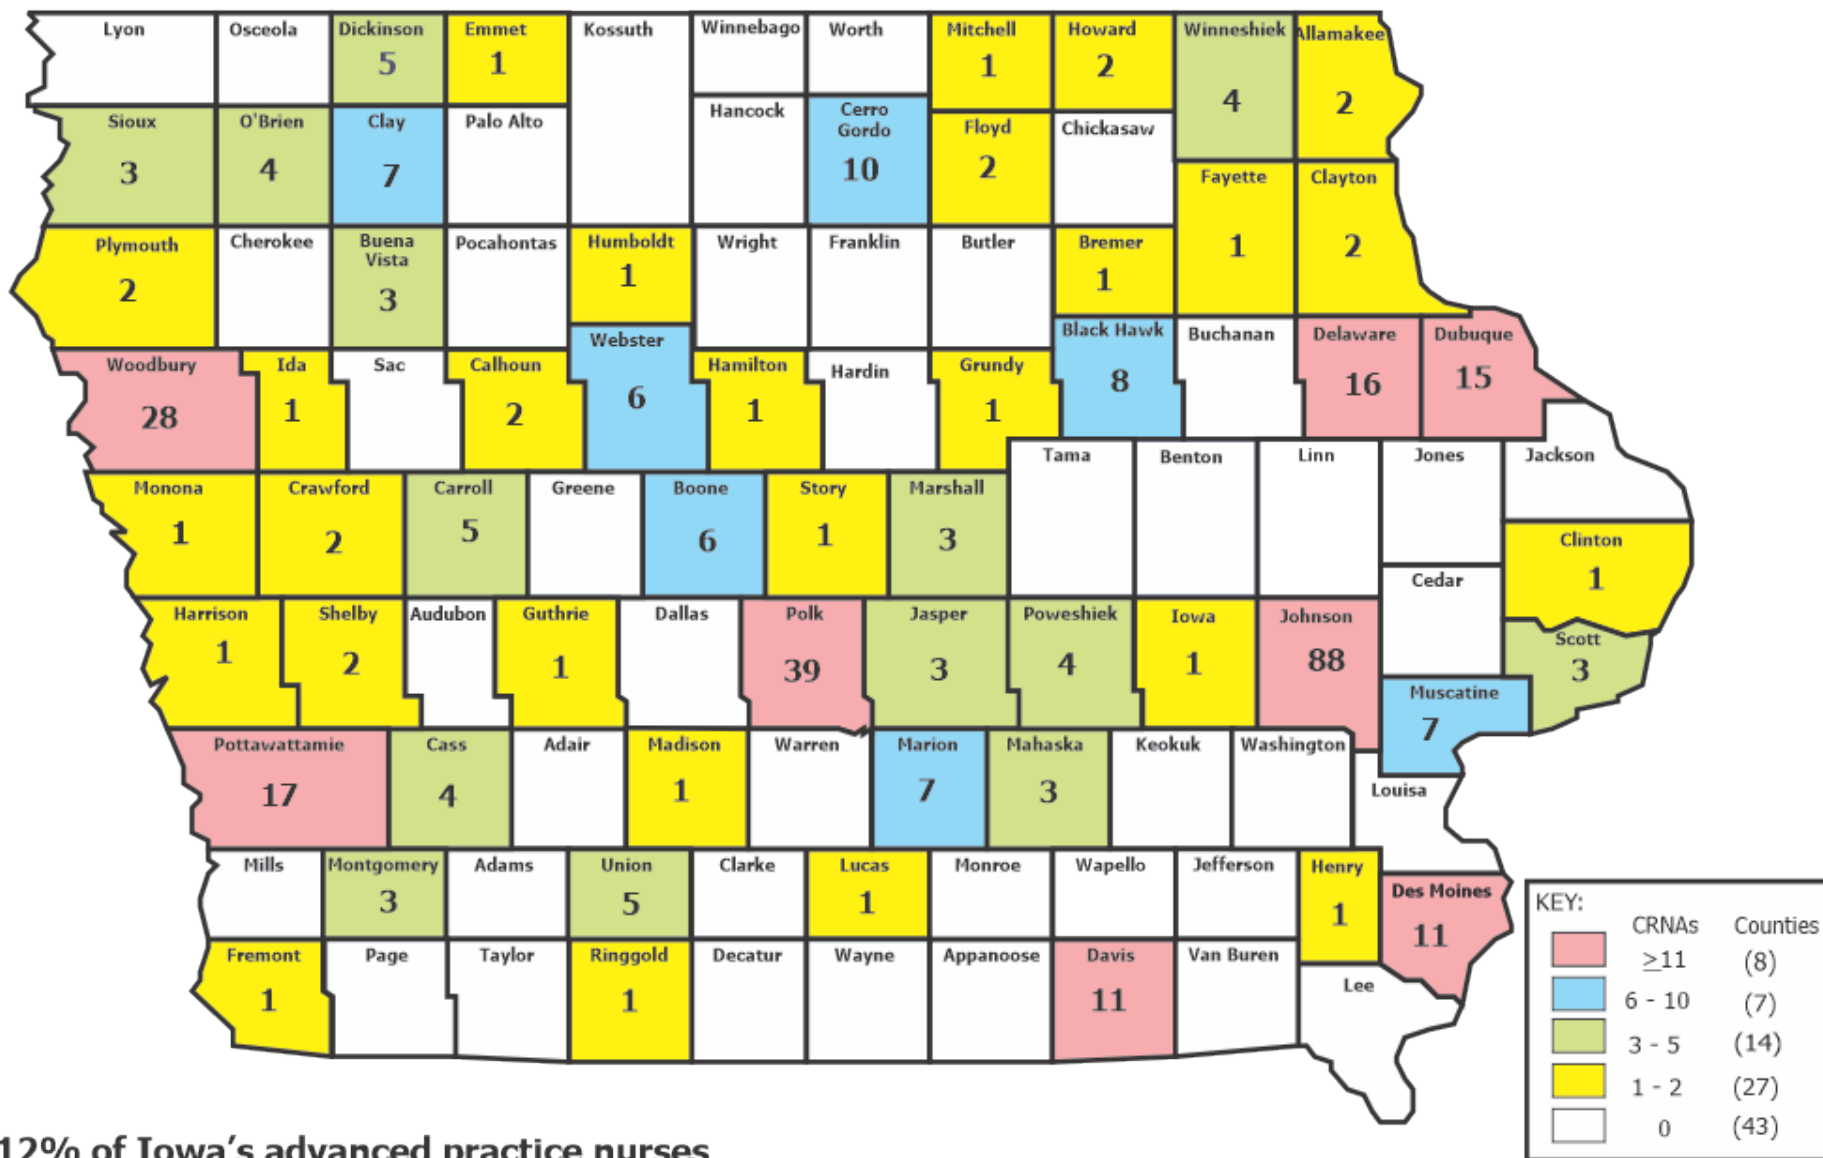 Lyon
Osceola
Dickinson
5
Emmet
1
Kossuth
Winnebago
Worth
Mitchell
1
Howard
2
Winneshiek
4
Allamakee
2
Sioux
3
O'Brien
4
Clay
7
Palo Alto
Hancock
Cerro
Gordo
10
Floyd
2
Chickasaw
Fayette
1
Clayton
2
Plymouth
2
Cherokee
Buena
Vista
3
Pocahontas
Humboldt
1
Wright
Franklin
Butler
Bremer
1
Woodbury
28
Ida
1
Sac
Calhoun
2
Webster
6
Hamilton
1
Hardin
Grundy
1
Black Hawk
8
Buchanan
Delaware
16
Dubuque
15
Monona
1
Crawford
2
Carroll
5
Greene
Boone
6
Story
1
Marshall
3
Tama
Benton
Linn
Jones
Jackson
Clinton
1
Cedar
Harrison
1
Shelby
2
Audubon
Guthrie
1
Dallas
Polk
39
Jasper
3
Poweshiek
4
Iowa
1
Johnson
88
Scott
3
Muscatine
7
Pottawattamie
17
Cass
4
Adair
Madison
1
Warren
Marion
7
Mahaska
3
Keokuk
Washington
Louisa
Mills
Montgomery
3
Adams
Union
5
Clarke
Lucas
1
Monroe
Wapello
Jefferson
Henry
1
Des Moines
11
Fremont
1
Page
Taylor
Ringgold
1
Decatur
Wayne
Appanoose
Davis
11
Van Buren
Lee
KEY:
CRNAs Counties
≥11 (8)
6 - 10 (7)
3 - 5 (14)
1 - 2 (27)
0 (43)
12% of Iowa's advanced practice nurses